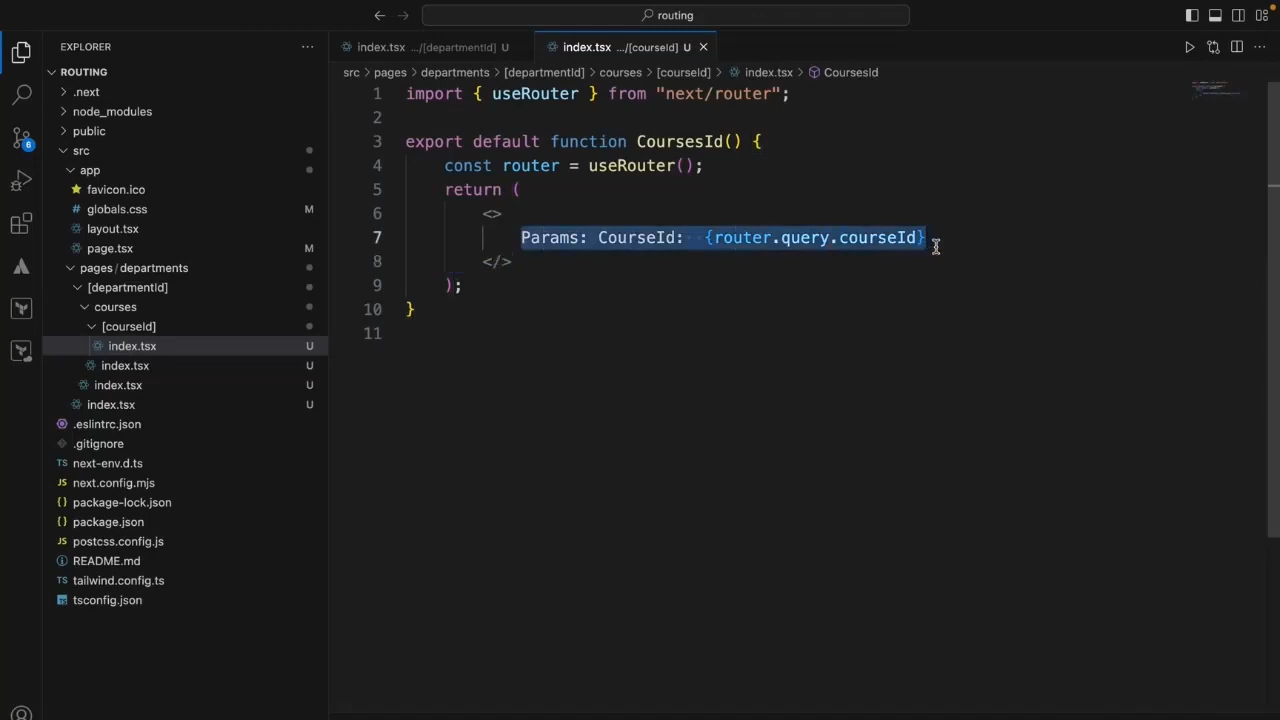 routing
EXPLORER
ROUTING
.next
node_modules
public
src
app
favicon.ico
globals.css M
layout.tsx
page.tsx M
pages/departments
[departmentId]
courses
[courseId]
index.tsx U
index.tsx U
index.tsx U
index.tsx U
.eslintrc.json
.gitignore
TS next-env.d.ts
JS next.config.mjs
{} package-lock.json
{} package.json
JS postcss.config.js
README.md
TS tailwind.config.ts
tsconfig.json
6
index.tsx .../[departmentId] U
index.tsx .../[courseId] U
src > pages > departments > [departmentId] > courses > [courseId] > index.tsx > CoursesId
1 import { useRouter } from "next/router";
2
3 export default function CoursesId() {
4 const router = useRouter();
5 return (
6 <>
7 Params: CourseId: {router.query.courseId}
8 </>
9 );
10 }
11